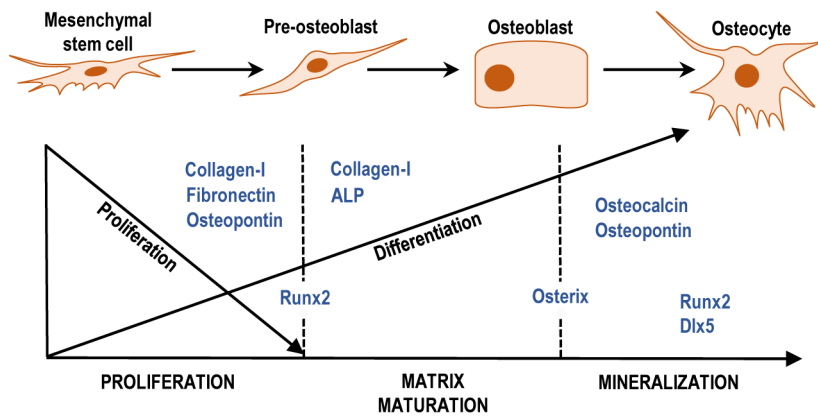 Mesenchymal
stem cell
Pre-osteoblast
Osteoblast
Osteocyte
Collagen-I
Fibronectin
Osteopontin
Collagen-I
ALP
Osteocalcin
Osteopontin
Proliferation
Differentiation
Runx2
Osterix
Runx2
Dlx5
PROLIFERATION
MATRIX
MATURATION
MINERALIZATION